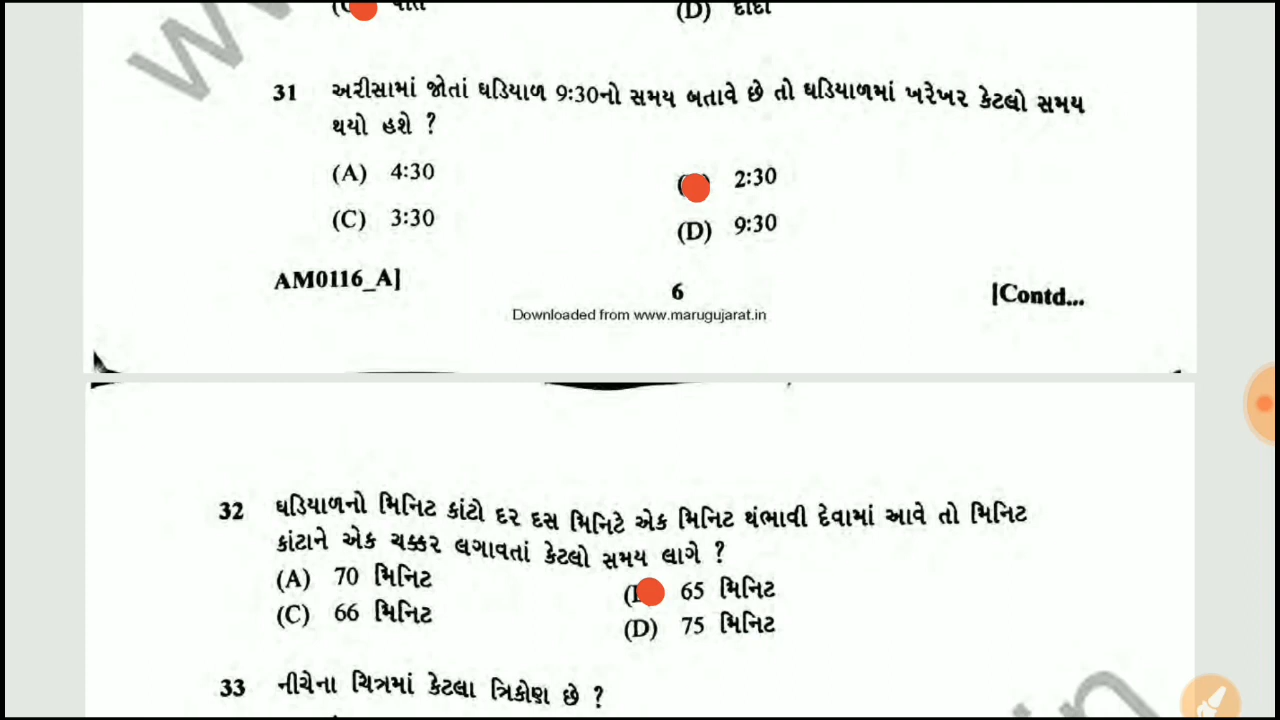 (D) દાદા
31 અરીસામાં જોતાં ઘડિયાળ 9:30નો સમય બતાવે છે તો ઘડિયાળમાં ખરેખર કેટલો સમય
થયો હશે ?
(A) 4:30 2:30
(C) 3:30 (D) 9:30
AM0116_A] 6 [Contd...
Downloaded from www.marugujarat.in
32 ઘડિયાળનો મિનિટ કાંટો દર દસ મિનિટે એક મિનિટ થંભાવી દેવામાં આવે તો મિનિટ
કાંટાને એક ચક્કર લગાવતાં કેટલો સમય લાગે ?
(A) 70 મિનિટ 65 મિનિટ
(C) 66 મિનિટ (D) 75 મિનિટ
33 નીચેના ચિત્રમાં કેટલા ત્રિકોણ છે ?